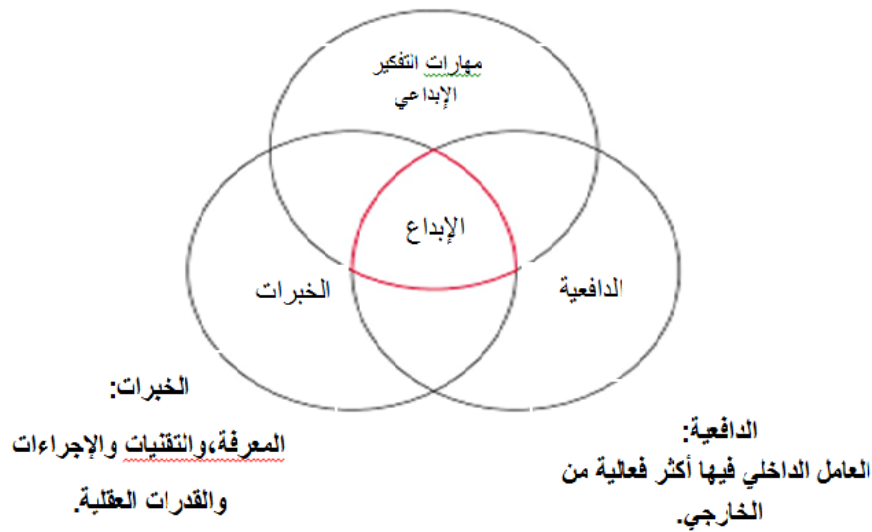 مهارات التفكير
الإبداعي
الإبداع
الخبرات
الدافعية
الخبرات:
المعرفة،والتقنيات والإجراءات
والقدرات العقلية.
الدافعية:
العامل الداخلي فيها أكثر فعالية من
الخارجي.